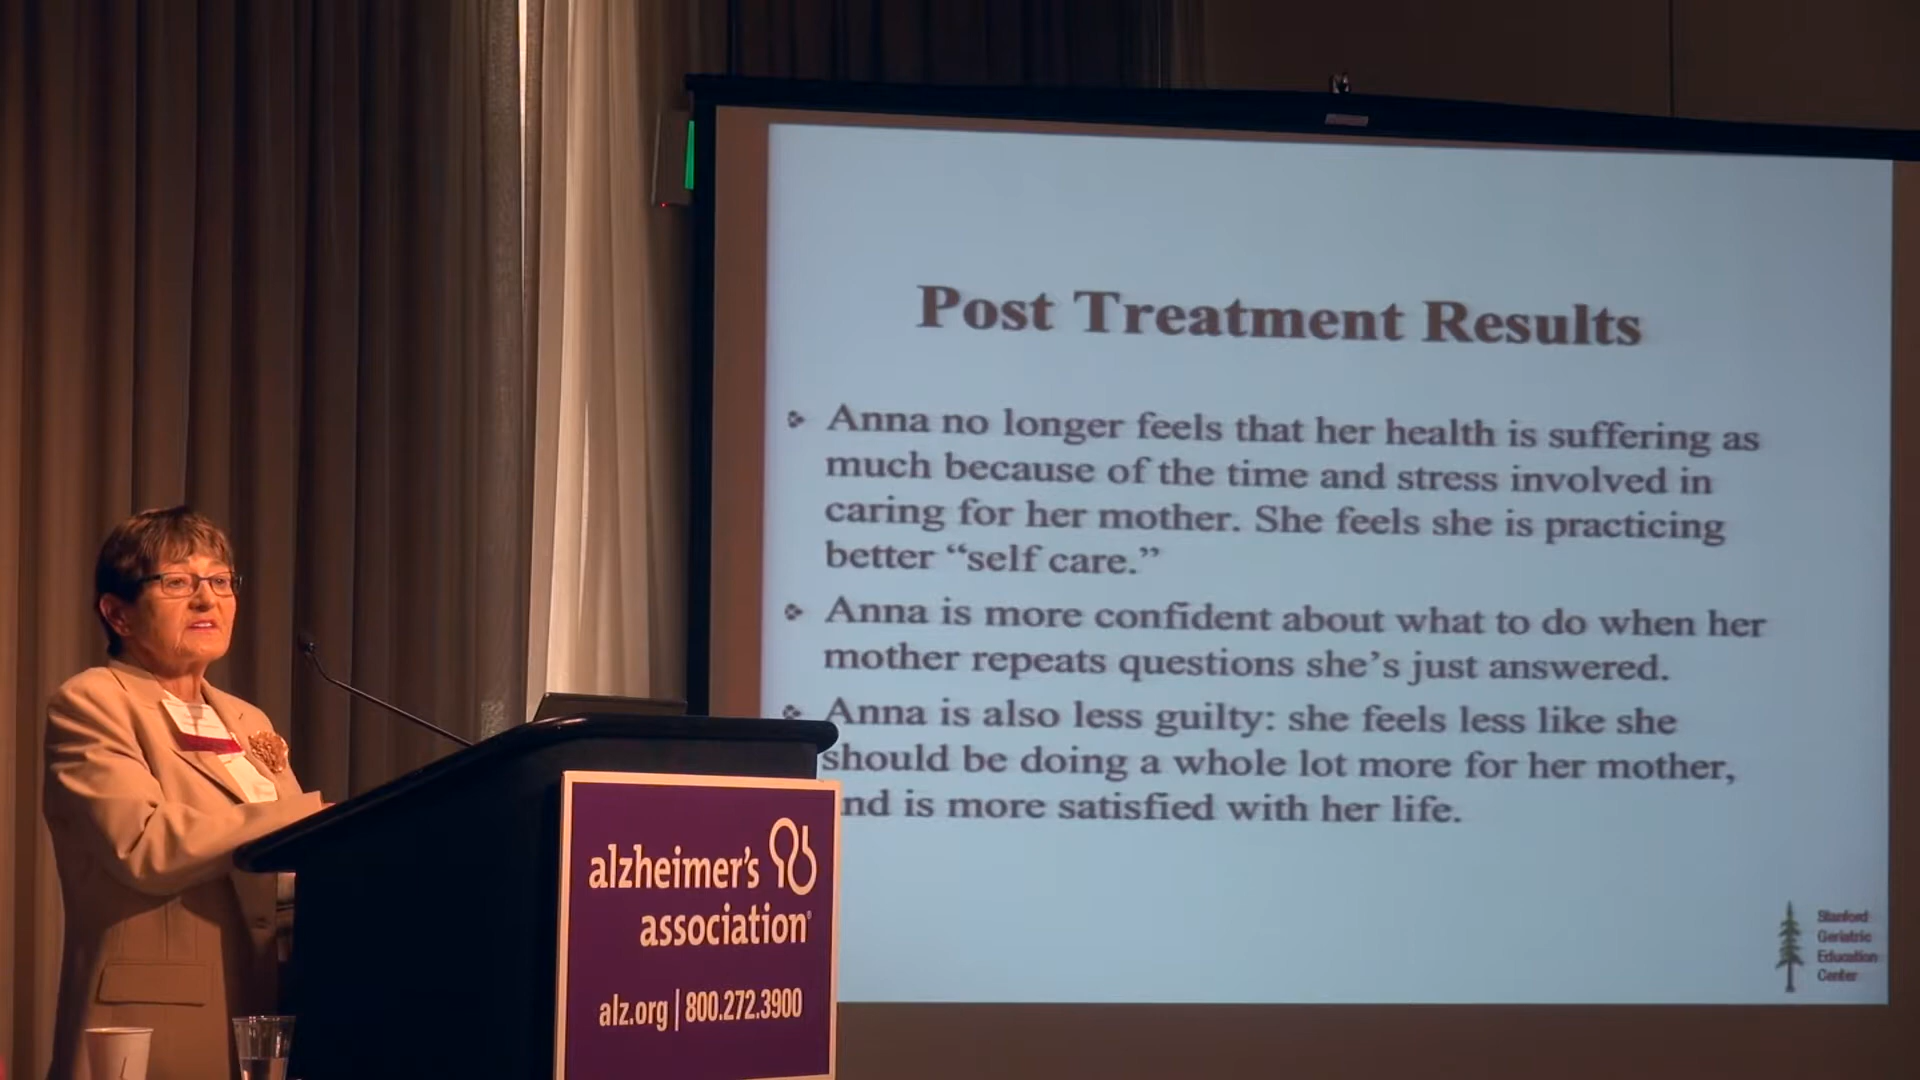 Post Treatment Results
Anna no longer feels that her health is suffering as
much because of the time and stress involved in
caring for her mother. She feels she is practicing
better “self care.”
Anna is more confident about what to do when her
mother repeats questions she’s just answered.
Anna is also less guilty: she feels less like she
should be doing a whole lot more for her mother,
nd is more satisfied with her life.
Stanford
Geriatric
Education
Center
alzheimer's
association®
alz.org | 800.272.3900